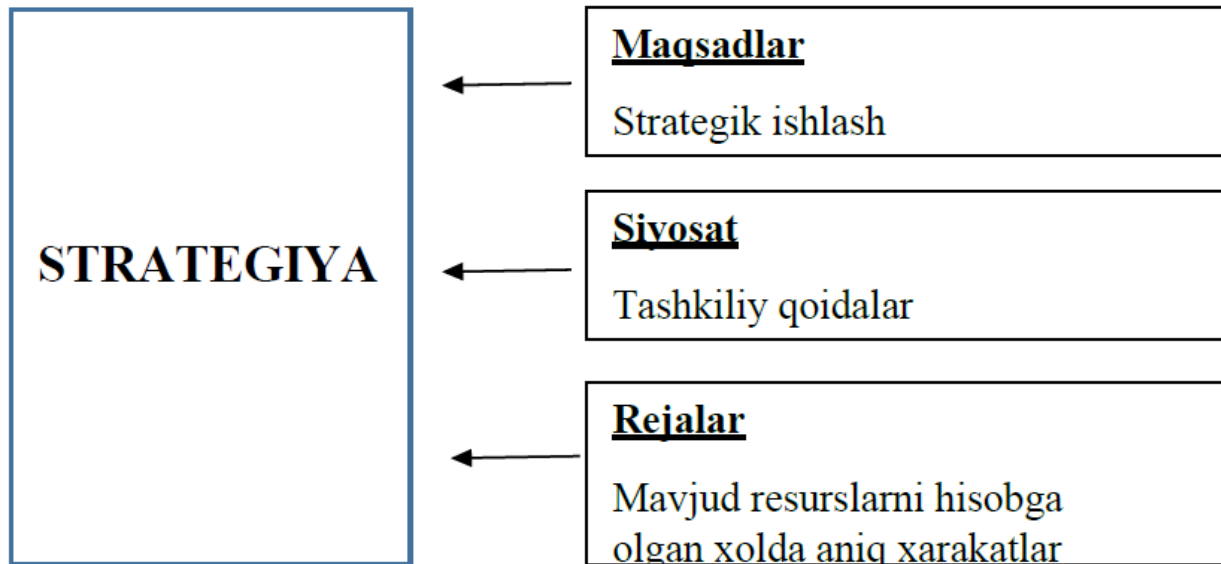 STRATEGIYA
Maqsadlar
Strategik ishlash
Siyosat
Tashkiliy qoidalar
Rejalar
Mavjud resurslarni hisobga
olgan xolda aniq xarakatlar